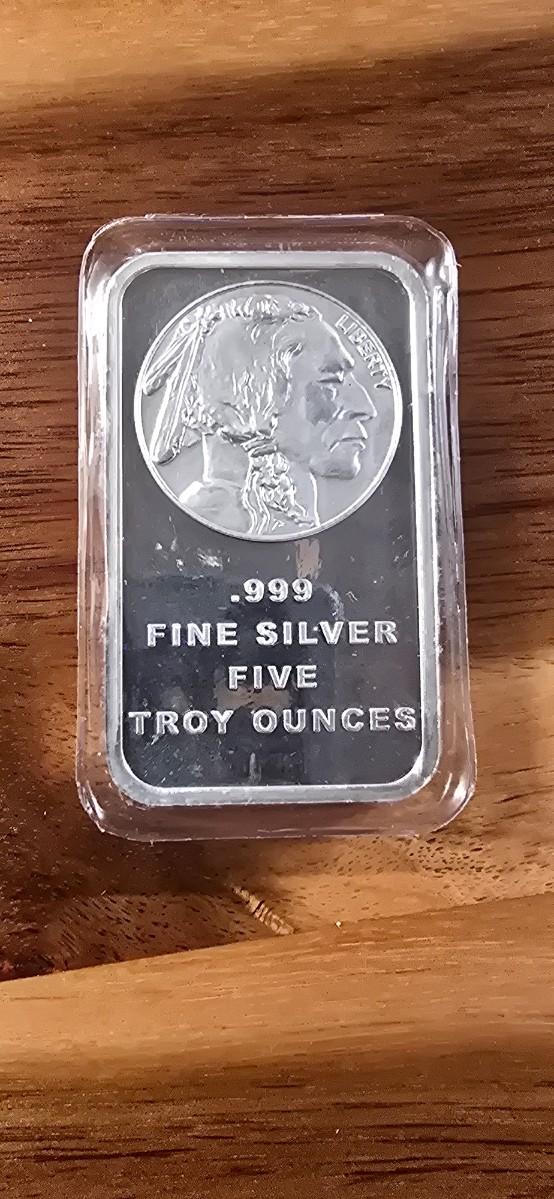 LIBERTY
.999
FINE SILVER
FIVE
TROY OUNCES